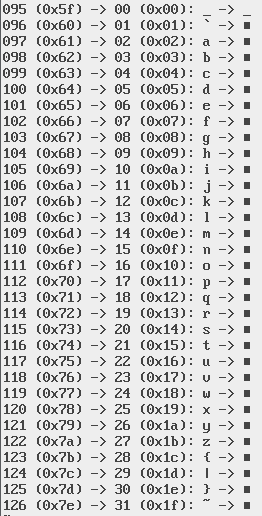 095 (0x5f) -> 00 (0x00): _ -> _
096 (0x60) -> 01 (0x01): ` -> ■
097 (0x61) -> 02 (0x02): a -> ■
098 (0x62) -> 03 (0x03): b -> ■
099 (0x63) -> 04 (0x04): c -> ■
100 (0x64) -> 05 (0x05): d -> ■
101 (0x65) -> 06 (0x06): e -> ■
102 (0x66) -> 07 (0x07): f -> ■
103 (0x67) -> 08 (0x08): g -> ■
104 (0x68) -> 09 (0x09): h -> ■
105 (0x69) -> 10 (0x0a): i -> ■
106 (0x6a) -> 11 (0x0b): j -> ■
107 (0x6b) -> 12 (0x0c): k -> ■
108 (0x6c) -> 13 (0x0d): l -> ■
109 (0x6d) -> 14 (0x0e): m -> ■
110 (0x6e) -> 15 (0x0f): n -> ■
111 (0x6f) -> 16 (0x10): o -> ■
112 (0x70) -> 17 (0x11): p -> ■
113 (0x71) -> 18 (0x12): q -> ■
114 (0x72) -> 19 (0x13): r -> ■
115 (0x73) -> 20 (0x14): s -> ■
116 (0x74) -> 21 (0x15): t -> ■
117 (0x75) -> 22 (0x16): u -> ■
118 (0x76) -> 23 (0x17): v -> ■
119 (0x77) -> 24 (0x18): w -> ■
120 (0x78) -> 25 (0x19): x -> ■
121 (0x79) -> 26 (0x1a): y -> ■
122 (0x7a) -> 27 (0x1b): z -> ■
123 (0x7b) -> 28 (0x1c): { -> ■
124 (0x7c) -> 29 (0x1d): | -> ■
125 (0x7d) -> 30 (0x1e): } -> ■
126 (0x7e) -> 31 (0x1f): ~ -> ■